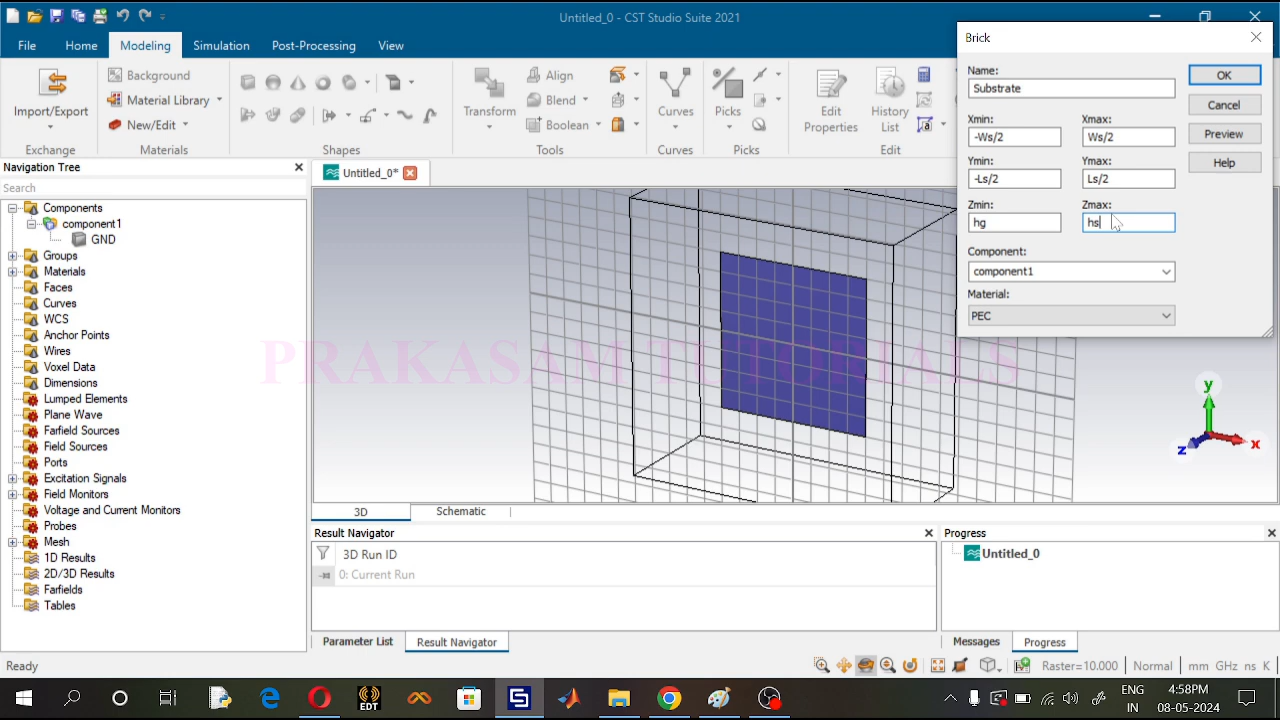 Untitled_0 - CST Studio Suite 2021
File Home Modeling Simulation Post-Processing View
Import/Export
Exchange
Background
Material Library
New/Edit
Materials
Shapes
Transform
Align
Blend
Boolean
Tools
Curves
Curves
Picks
Picks
Edit Properties
History List
Edit
Brick
Name:
Substrate
OK
Cancel
Preview
Help
Xmin: Xmax:
-Ws/2 Ws/2
Ymin: Ymax:
-Ls/2 Ls/2
Zmin: Zmax:
hg hs
Component:
component1
Material:
PEC
Navigation Tree
Search
Components
component1
GND
Groups
Materials
Faces
Curves
WCS
Anchor Points
Wires
Voxel Data
Dimensions
Lumped Elements
Plane Wave
Farfield Sources
Field Sources
Ports
Excitation Signals
Field Monitors
Voltage and Current Monitors
Probes
Mesh
1D Results
2D/3D Results
Farfields
Tables
Untitled_0*
PRAKASAM TUTORIALS
y
x
z
3D Schematic
Result Navigator
3D Run ID
0: Current Run
Parameter List Result Navigator
Progress
Untitled_0
Messages Progress
Ready
Raster=10.000 Normal mm GHz ns K
EDT
ENG
IN
4:58PM
08-05-2024